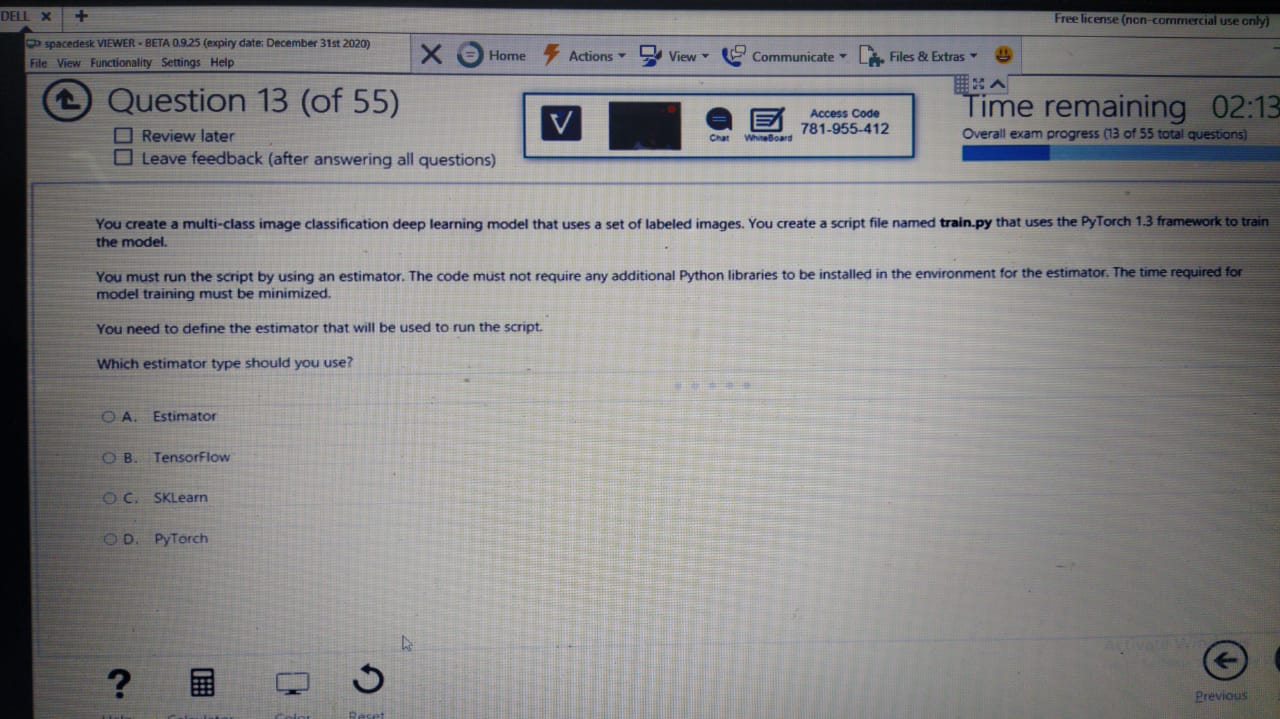 DELL × +
Free license (non-commercial use only)
spacedesk VIEWER - BETA 0.9.25 (expiry date: December 31st 2020)
File View Functionality Settings Help
Home Actions View Communicate Files & Extras
Question 13 (of 55)
Review later
Leave feedback (after answering all questions)
V
Chat WhiteBoard
Access Code
781-955-412
Time remaining 02:13
Overall exam progress (13 of 55 total questions)
You create a multi-class image classification deep learning model that uses a set of labeled images. You create a script file named train.py that uses the PyTorch 1.3 framework to train
the model.
You must run the script by using an estimator. The code must not require any additional Python libraries to be installed in the environment for the estimator. The time required for
model training must be minimized.
You need to define the estimator that will be used to run the script.
Which estimator type should you use?
A. Estimator
B. TensorFlow
C. SKLearn
D. PyTorch
Activate
?
Calculator Color Reset
Previous